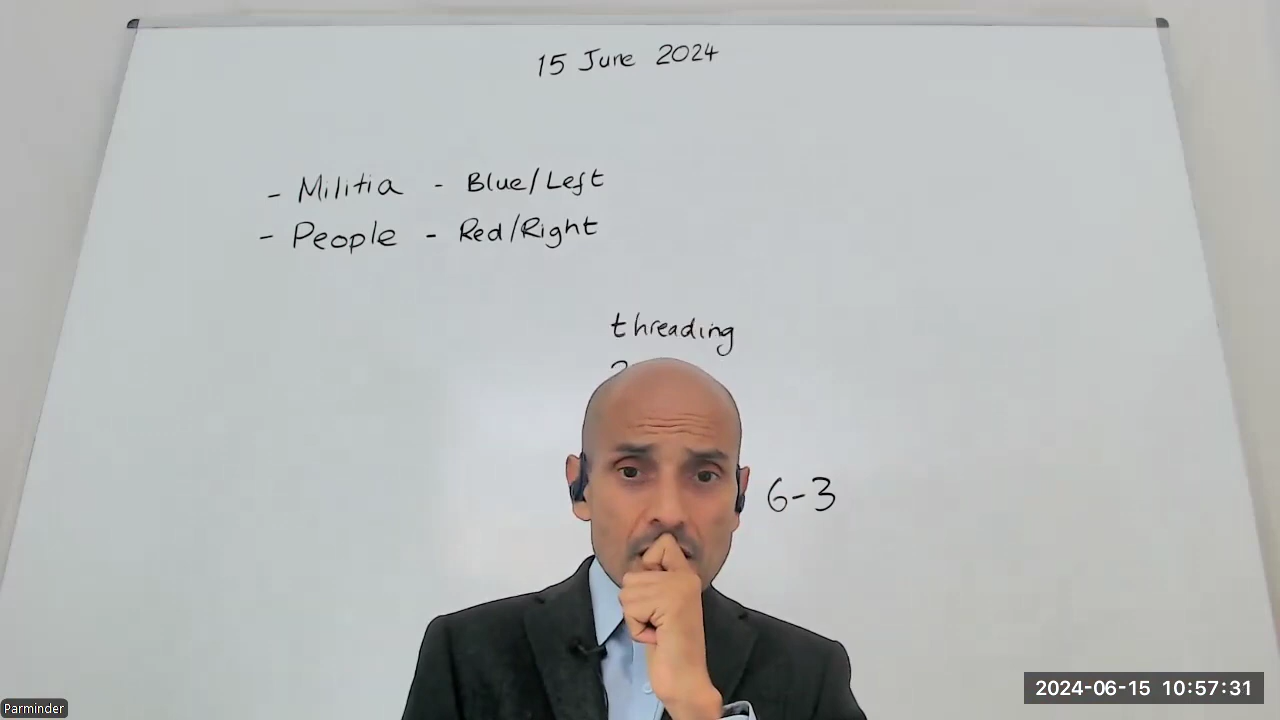 15 June 2024
- Militia - Blue/Left
- People - Red/Right
threading
6-3
Parminder
2024-06-15 10:57:31